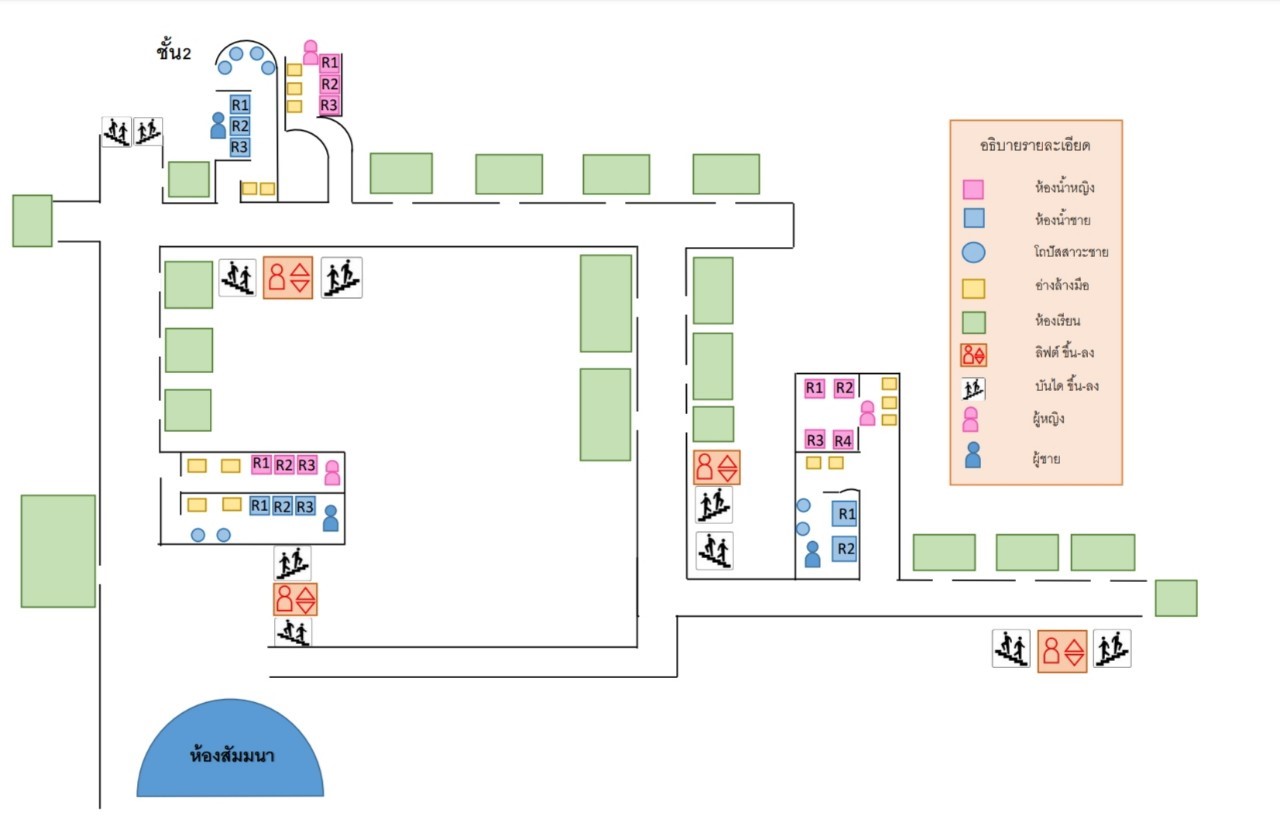 ชั้น2
R1
R2
R3
R1
R2
R3
อธิบายรายละเอียด
ห้องน้ำหญิง
ห้องน้ำชาย
โถปัสสาวะชาย
อ่างล้างมือ
ห้องเรียน
ลิฟต์ ขึ้น-ลง
บันได ขึ้น-ลง
ผู้หญิง
ผู้ชาย
R1 R2
R3 R4
R1 R2 R3
R1 R2 R3
R1
R2
ห้องสัมมนา